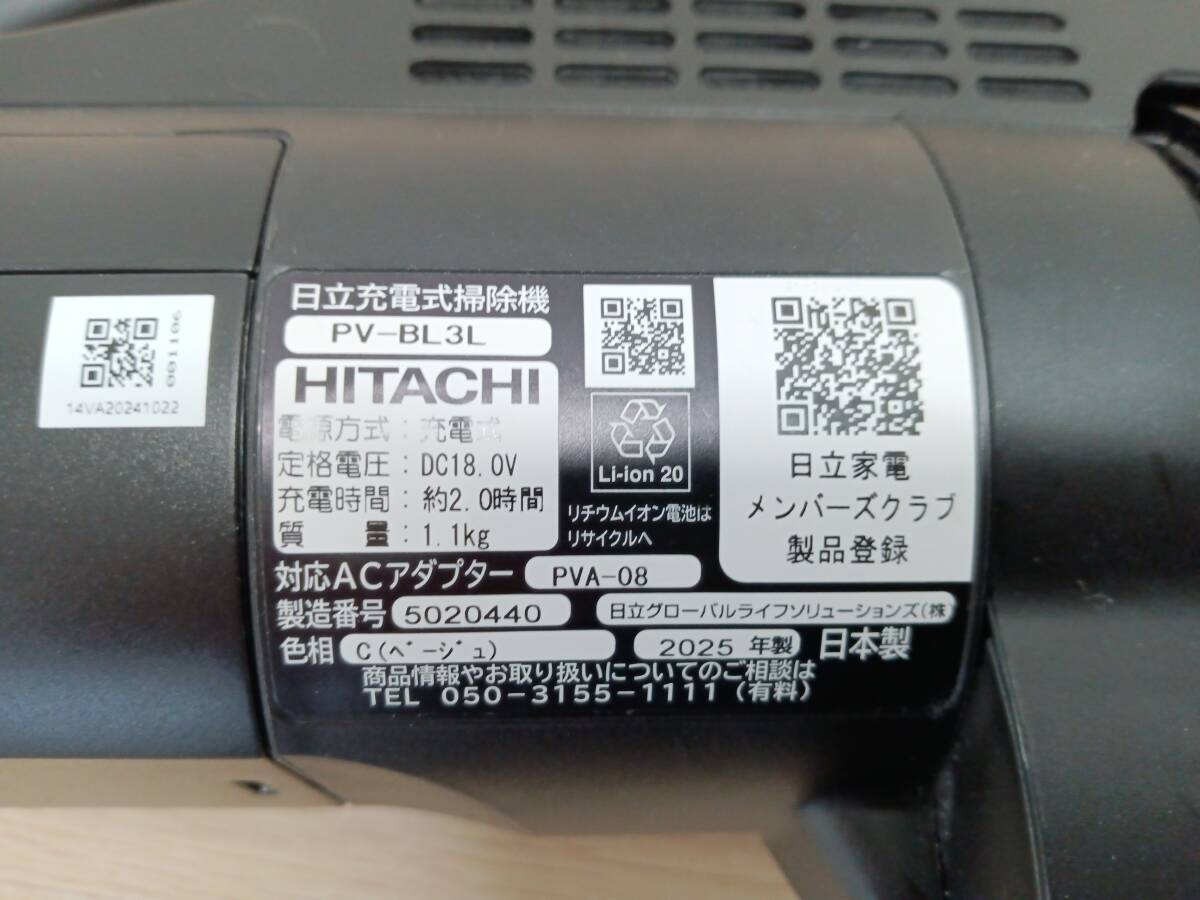 日立充電式掃除機
PV-BL3L
HITACHI
電源方式:充電式
定格電圧:DC18.0V
充電時間:約2.0時間
質量:1.1kg
Li-ion 20
リチウムイオン電池は
リサイクルへ
日立家電
メンバーズクラブ
製品登録
対応ACアダプター PVA-08
製造番号 5020440 日立グローバルライフソリューションズ(株)
色相 C(ベージュ) 2025 年製 日本製
商品情報やお取り扱いについてのご相談は
TEL 050-3155-1111(有料)
001106
14VA20241022